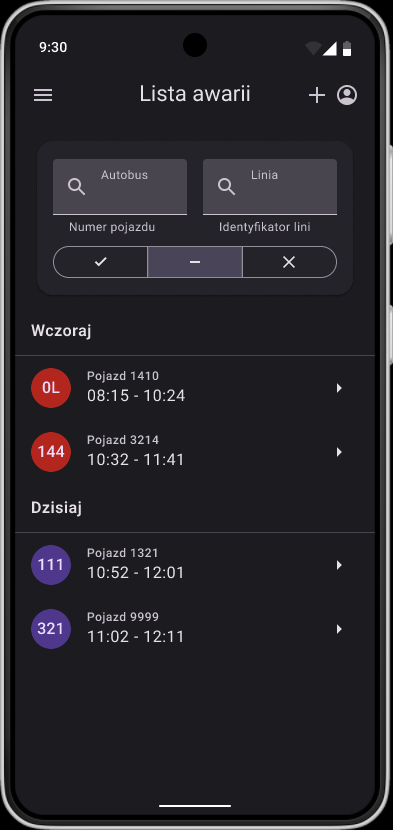 9:30
Lista awarii
Autobus
Linia
Numer pojazdu
Identyfikator lini
Wczoraj
0L
Pojazd 1410
08:15 - 10:24
144
Pojazd 3214
10:32 - 11:41
Dzisiaj
111
Pojazd 1321
10:52 - 12:01
321
Pojazd 9999
11:02 - 12:11